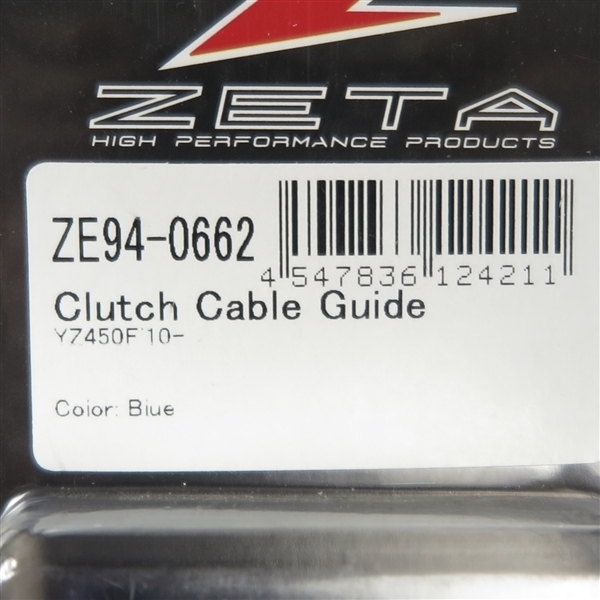 ZETA
HIGH PERFORMANCE PRODUCTS
ZE94-0662
4 547836 124211
Clutch Cable Guide
YZ450F'10-
Color: Blue